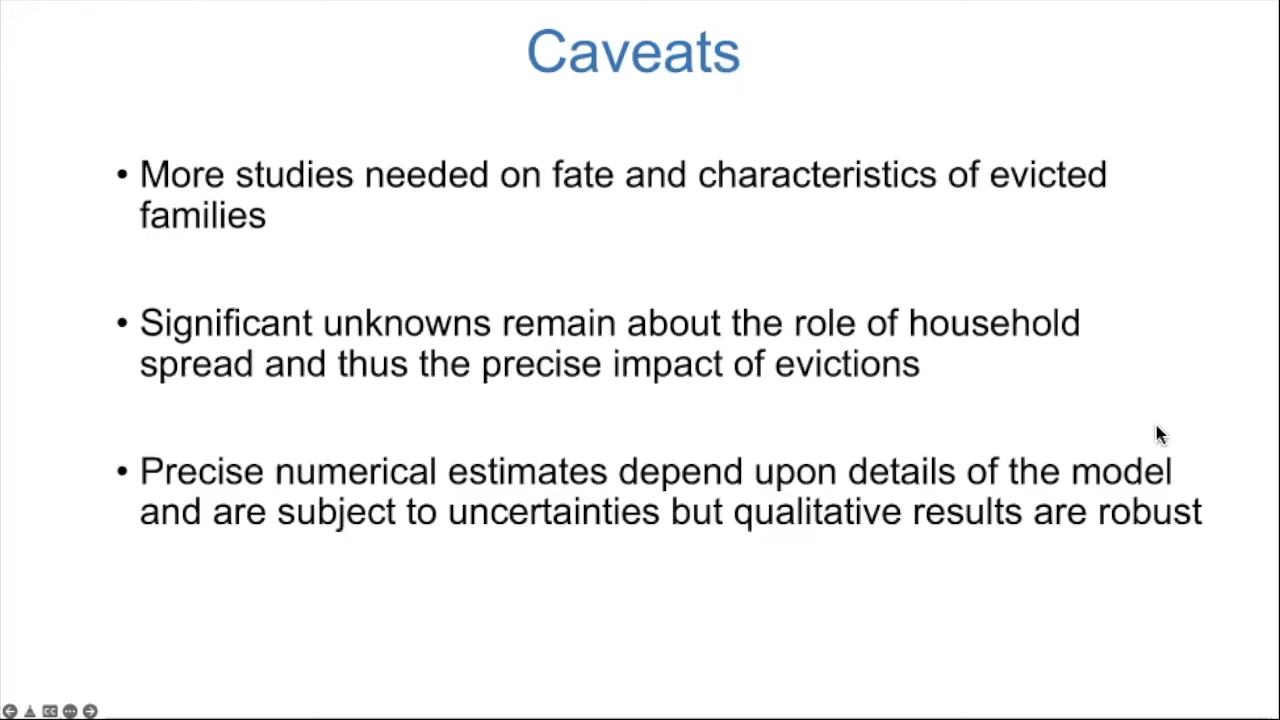 Caveats
• More studies needed on fate and characteristics of evicted
families
• Significant unknowns remain about the role of household
spread and thus the precise impact of evictions
• Precise numerical estimates depend upon details of the model
and are subject to uncertainties but qualitative results are robust
CC